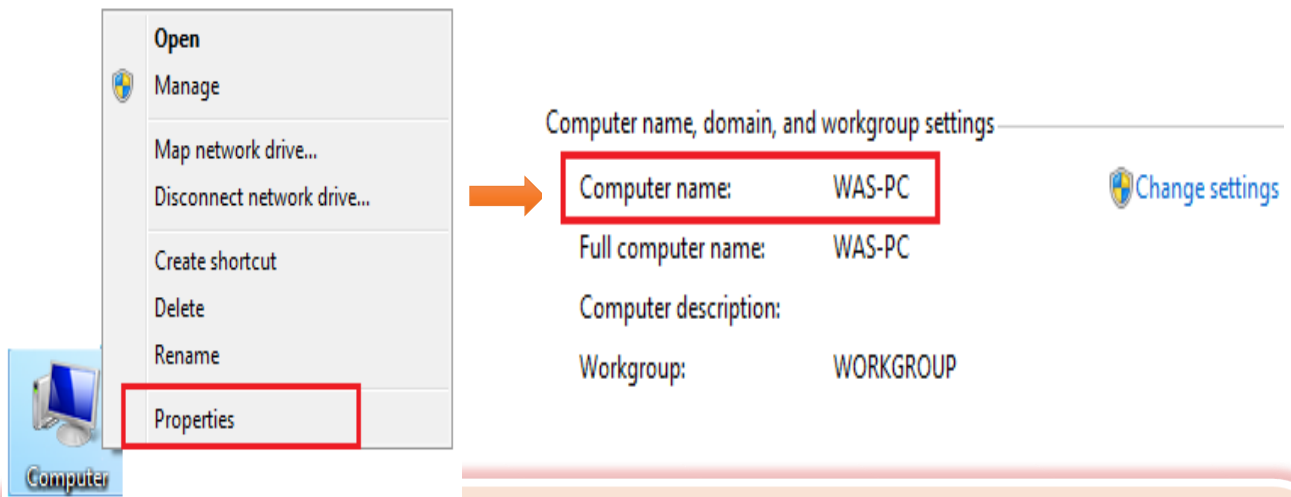 Open
Manage
Map network drive...
Disconnect network drive...
Create shortcut
Delete
Rename
Properties
Computer
Computer name, domain, and workgroup settings
Computer name: WAS-PC
Change settings
Full computer name: WAS-PC
Computer description:
Workgroup: WORKGROUP